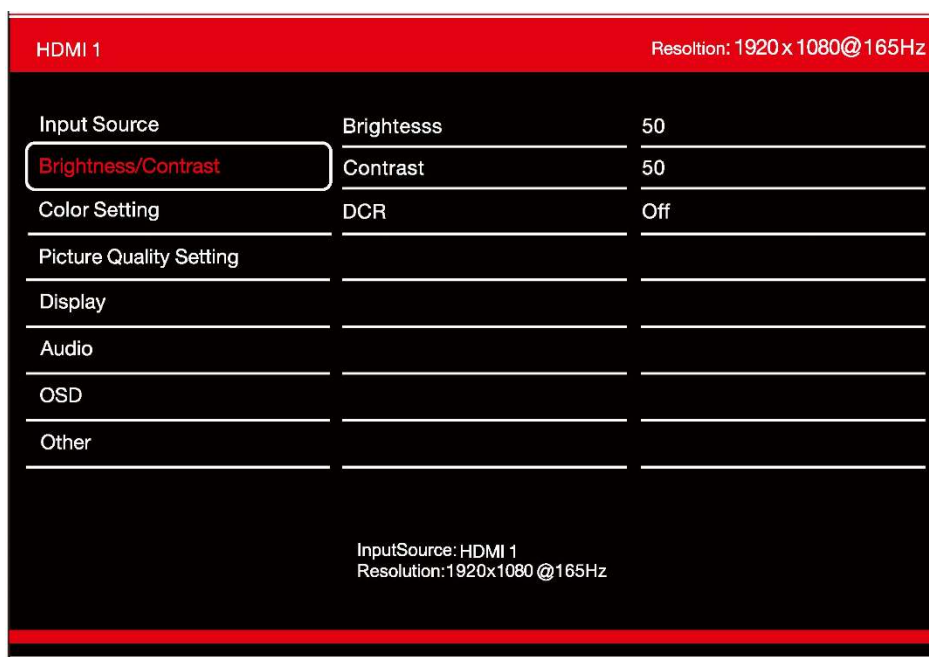 HDMI 1 Resoltion: 1920 x 1080@165Hz
Input Source Brightesss 50
Brightness/Contrast Contrast 50
Color Setting DCR Off
Picture Quality Setting
Display
Audio
OSD
Other
InputSource: HDMI 1
Resolution:1920x1080 @165Hz